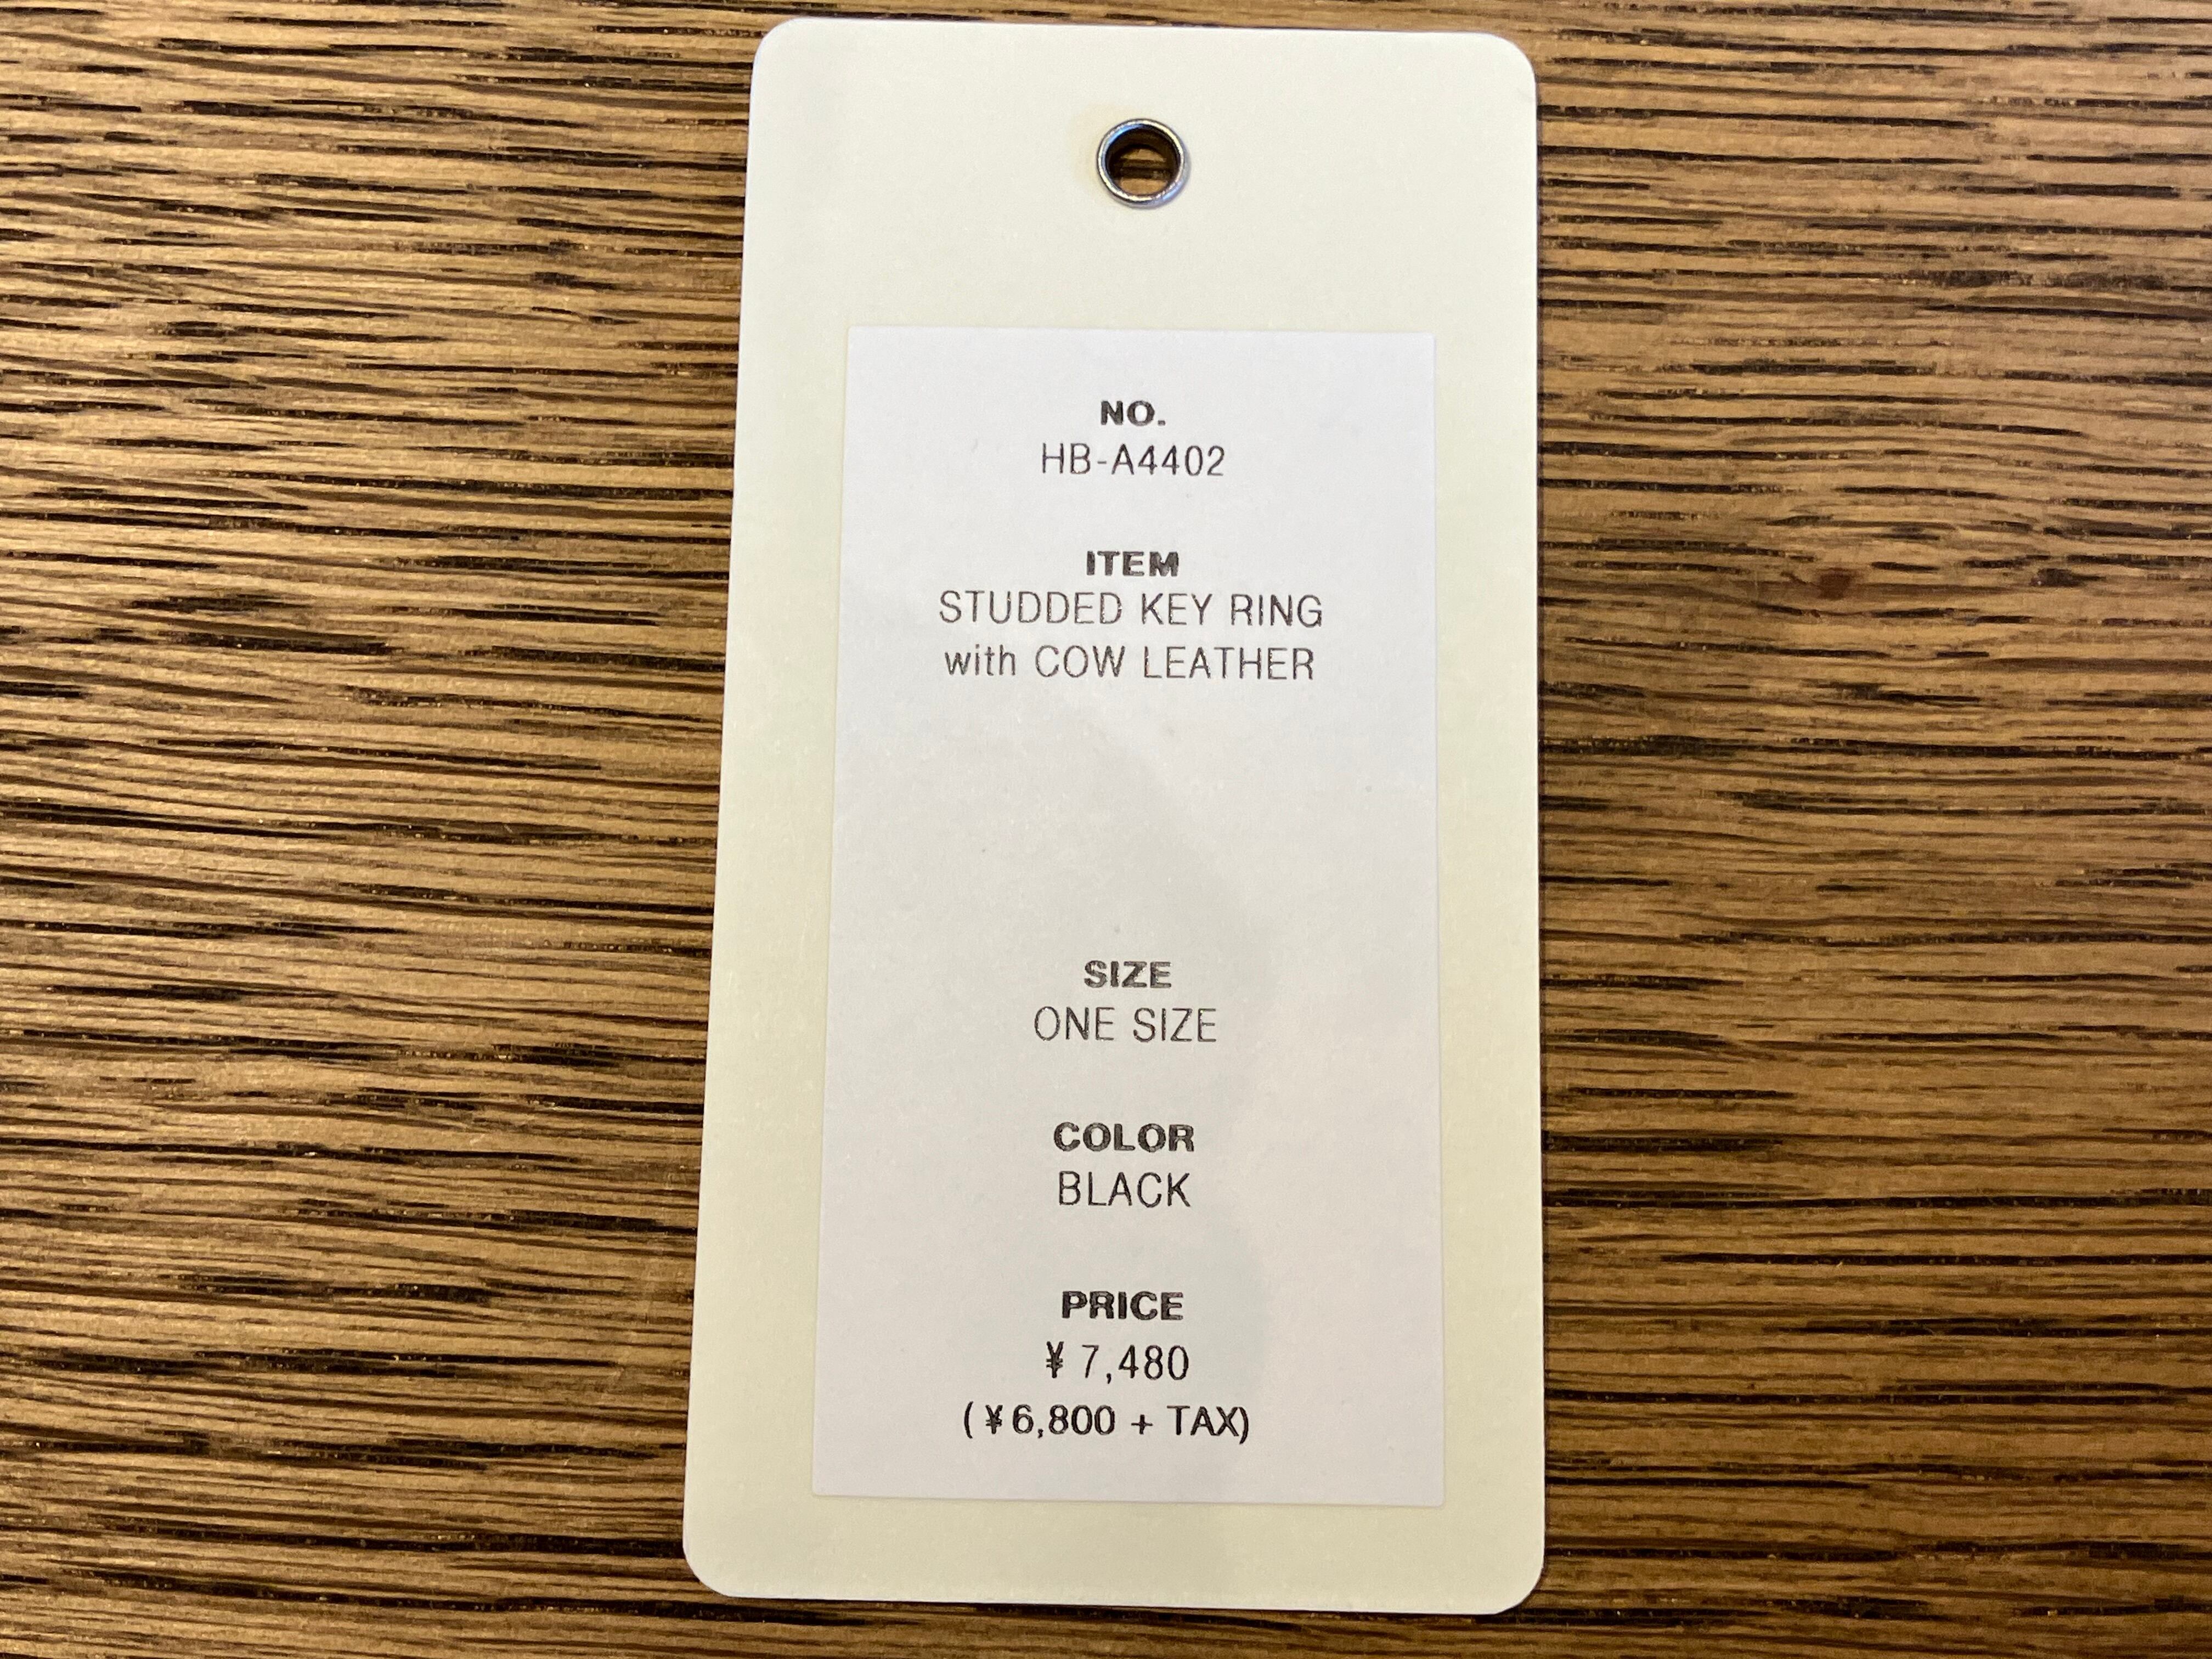 NO.
HB-A4402
ITEM
STUDDED KEY RING
with COW LEATHER
SIZE
ONE SIZE
COLOR
BLACK
PRICE
¥ 7,480
(¥6,800 + TAX)